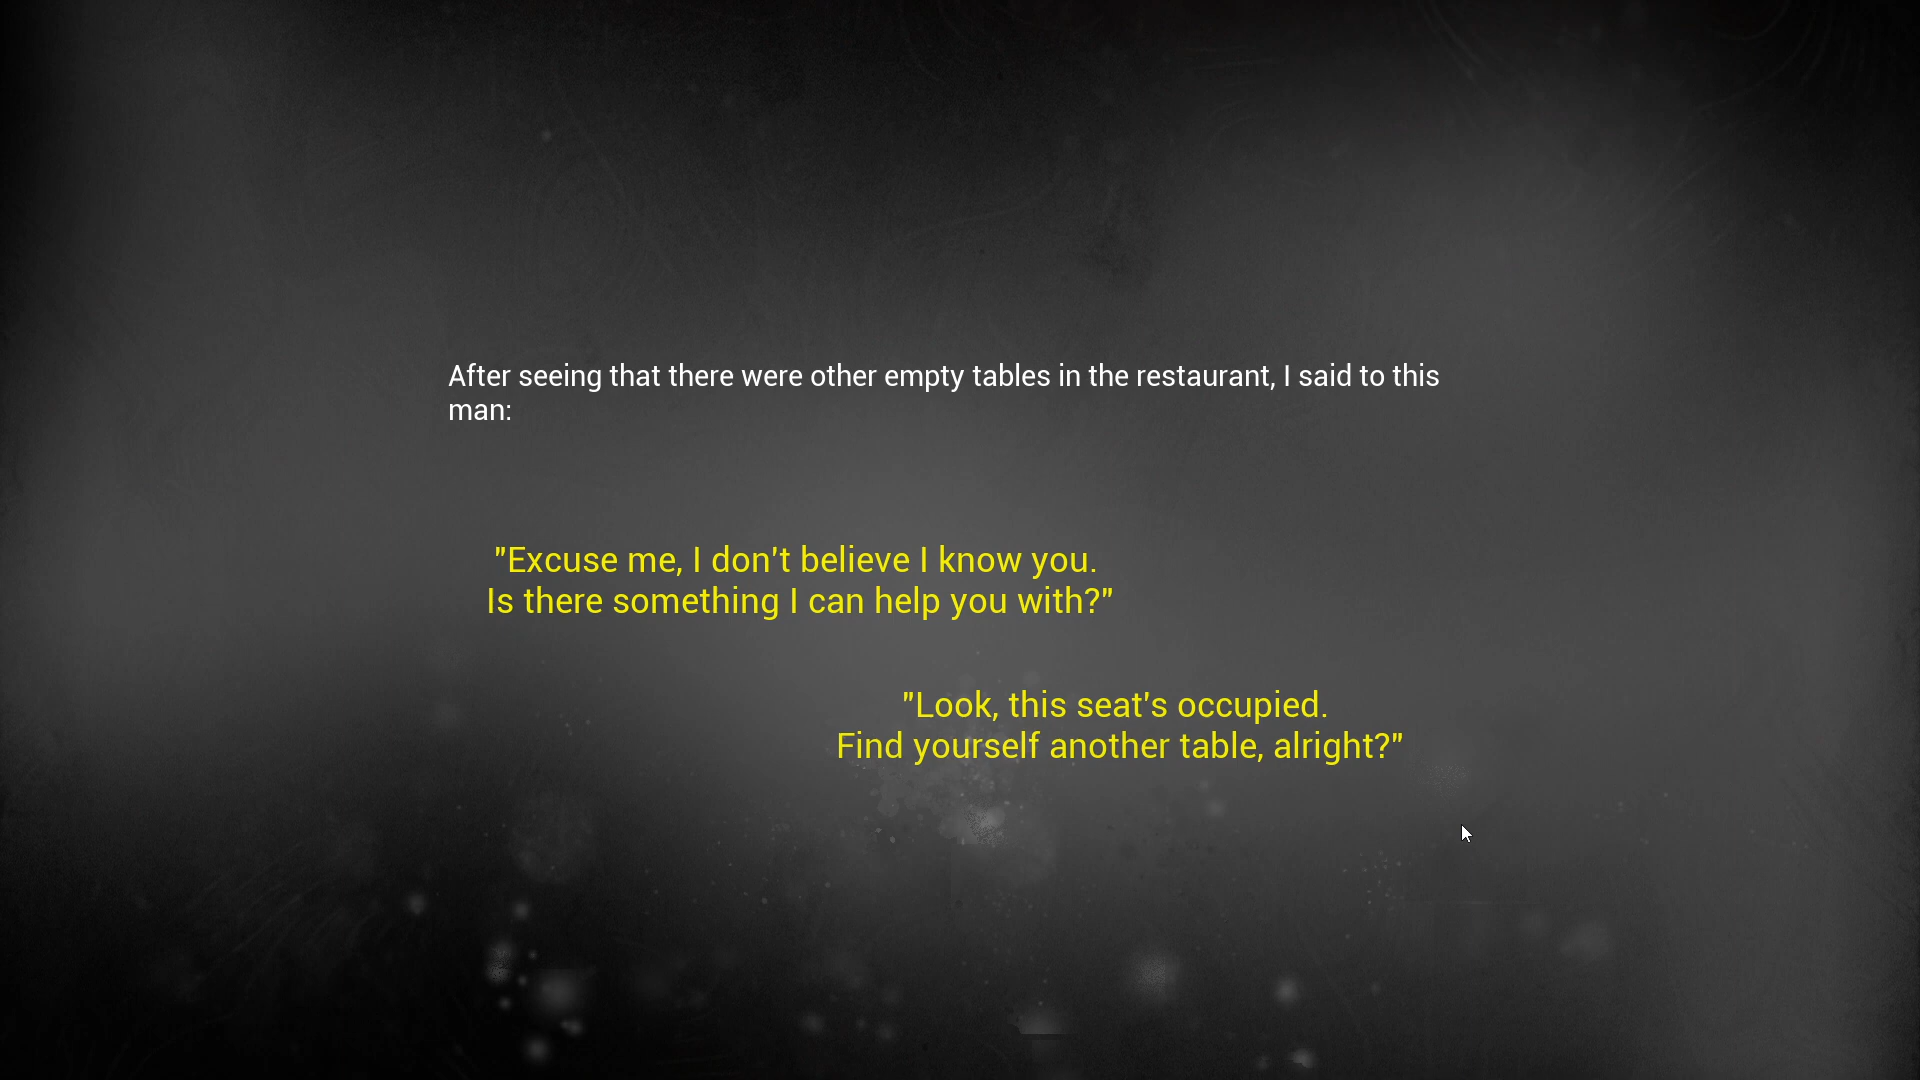 After seeing that there were other empty tables in the restaurant, I said to this
man:
"Excuse me, I don't believe I know you.
Is there something I can help you with?"
"Look, this seat's occupied.
Find yourself another table, alright?"